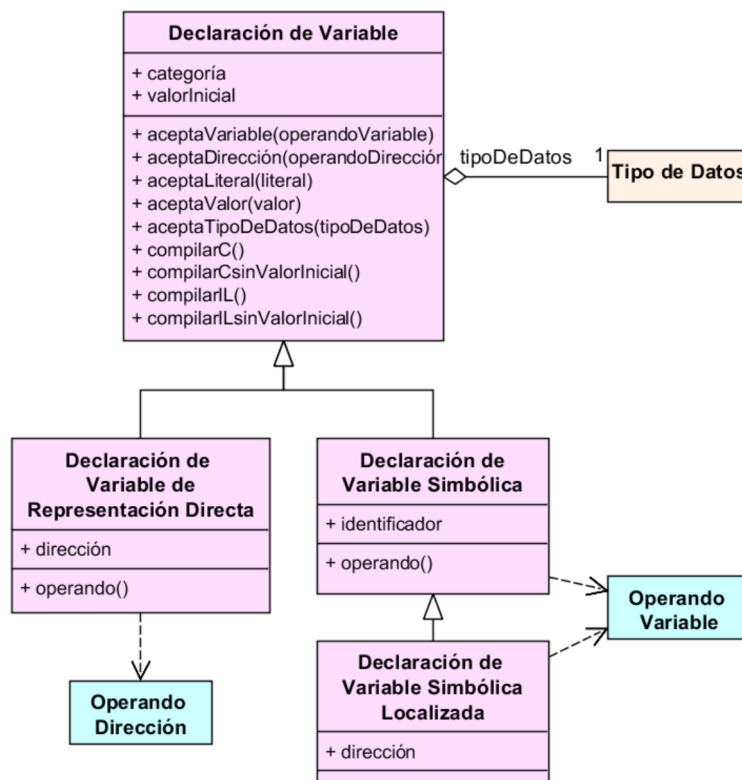 Declaración de Variable
+ categoría
+ valorInicial
+ aceptaVariable(operandoVariable)
+ aceptaDirección(operandoDirección
+ aceptaLiteral(literal)
+ aceptaValor(valor)
+ aceptaTipoDeDatos(tipoDeDatos)
+ compilarC()
+ compilarCsinValorInicial()
+ compilarIL()
+ compilarILsinValorInicial()
tipoDeDatos
1
Tipo de Datos
Declaración de
Variable de
Representación Directa
+ dirección
+ operando()
Declaración de
Variable Simbólica
+ identificador
+ operando()
Operando
Variable
Operando
Dirección
Declaración de
Variable Simbólica
Localizada
+ dirección